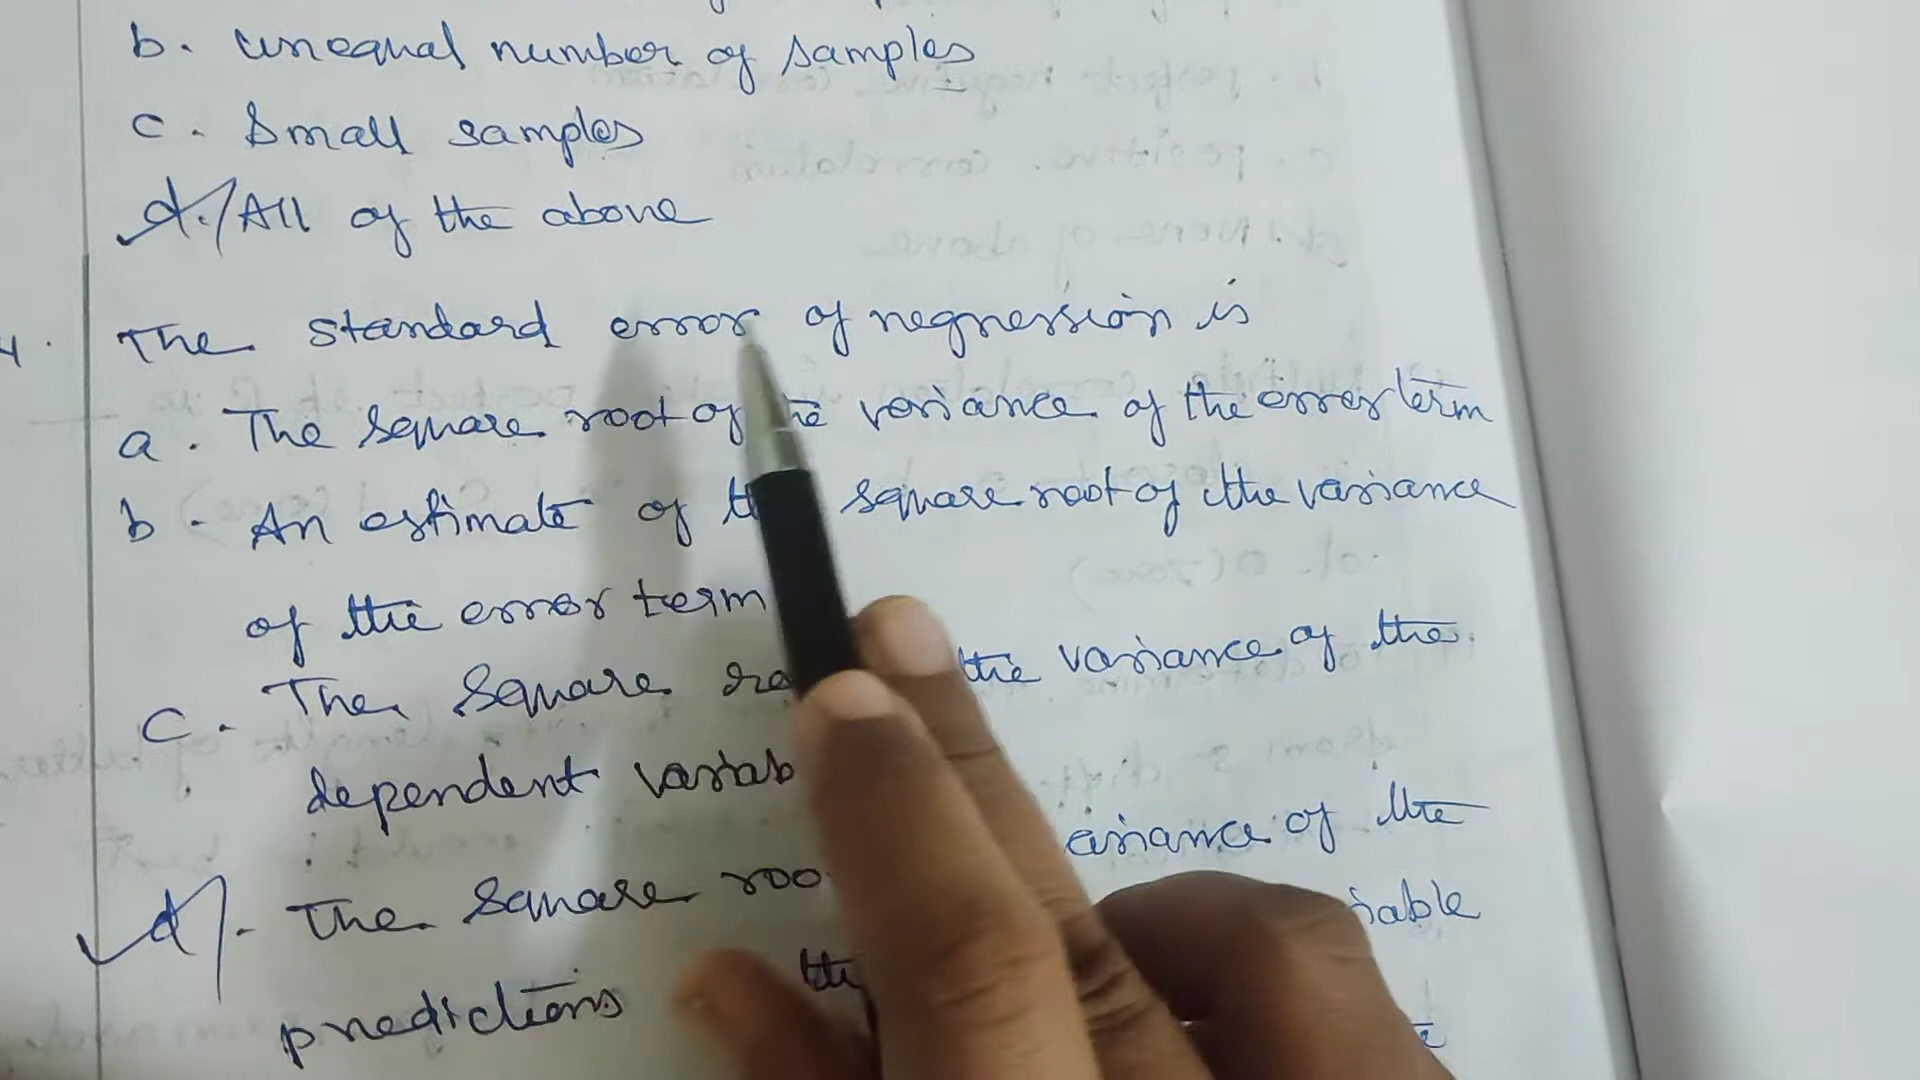 b. unequal number of samples
c. Small samples
d. All of the above
4. The standard error of regression is
a. The square root of the variance of the error term
b. An estimate of the square root of the variance
of the error term
c. The square the variance of the
dependent
d. The square variance of the
predictions